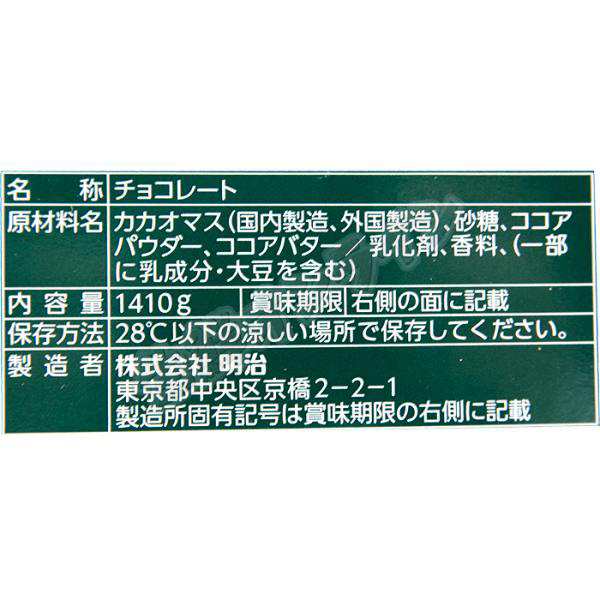 名称 チョコレート
原材料名 カカオマス(国内製造、外国製造)、砂糖、ココア
パウダー、ココアバター/乳化剤、香料、(一部
に乳成分・大豆を含む)
内容量 1410g 賞味期限 右側の面に記載
保存方法 28℃以下の涼しい場所で保存してください。
製造者 株式会社 明治
東京都中央区京橋2-2-1
製造所固有記号は賞味期限の右側に記載